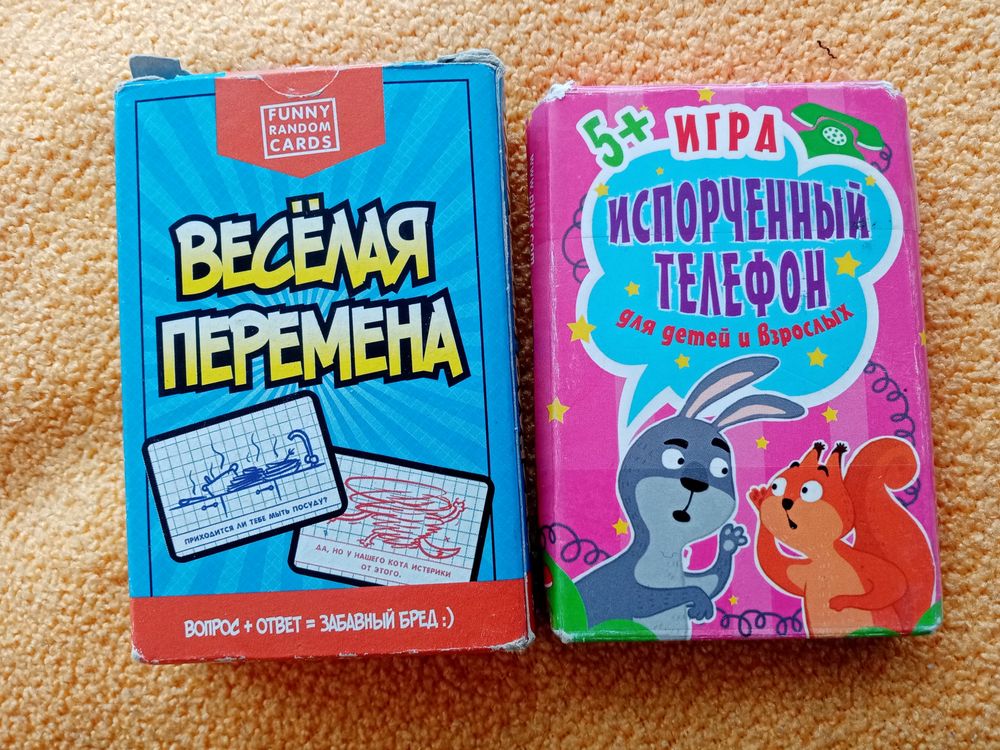 FUNNY
RANDOM
CARDS
ВЕСЁЛАЯ
ПЕРЕМЕНА
ПРИХОДИТСЯ ЛИ ТЕБЕ МЫТЬ ПОСУДУ?
ДА, НО У НАШЕГО КОТА ИСТЕРИКИ
ОТ ЭТОГО.
ВОПРОС + ОТВЕТ = ЗАБАВНЫЙ БРЕД :)
5+
ИГРА
ИСПОРЧЕННЫЙ
ТЕЛЕФОН
для детей и взрослых